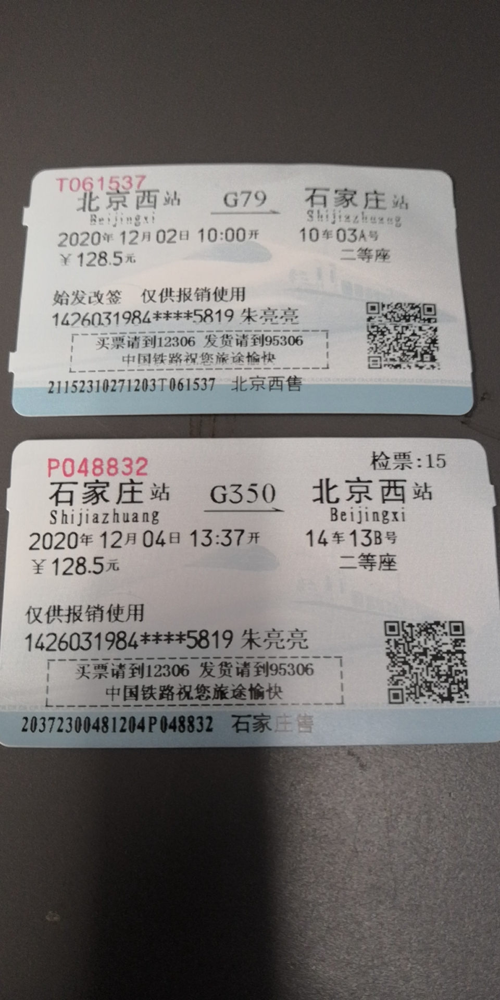 T061537
北京西站 G79 石家庄站
Beijingxi Shijiazhuang
2020年12月02日 10:00开 10车03A号
¥128.5元 二等座
始发改签 仅供报销使用
1426031984****5819 朱亮亮
买票请到12306 发货请到95306
中国铁路祝您旅途愉快
21152310271203T061537 北京西售
P048832 检票:15
石家庄站 G350 北京西站
Shijiazhuang Beijingxi
2020年12月04日 13:37开 14车13B号
¥128.5元 二等座
仅供报销使用
1426031984****5819 朱亮亮
买票请到12306 发货请到95306
中国铁路祝您旅途愉快
20372300481204P048832 石家庄售